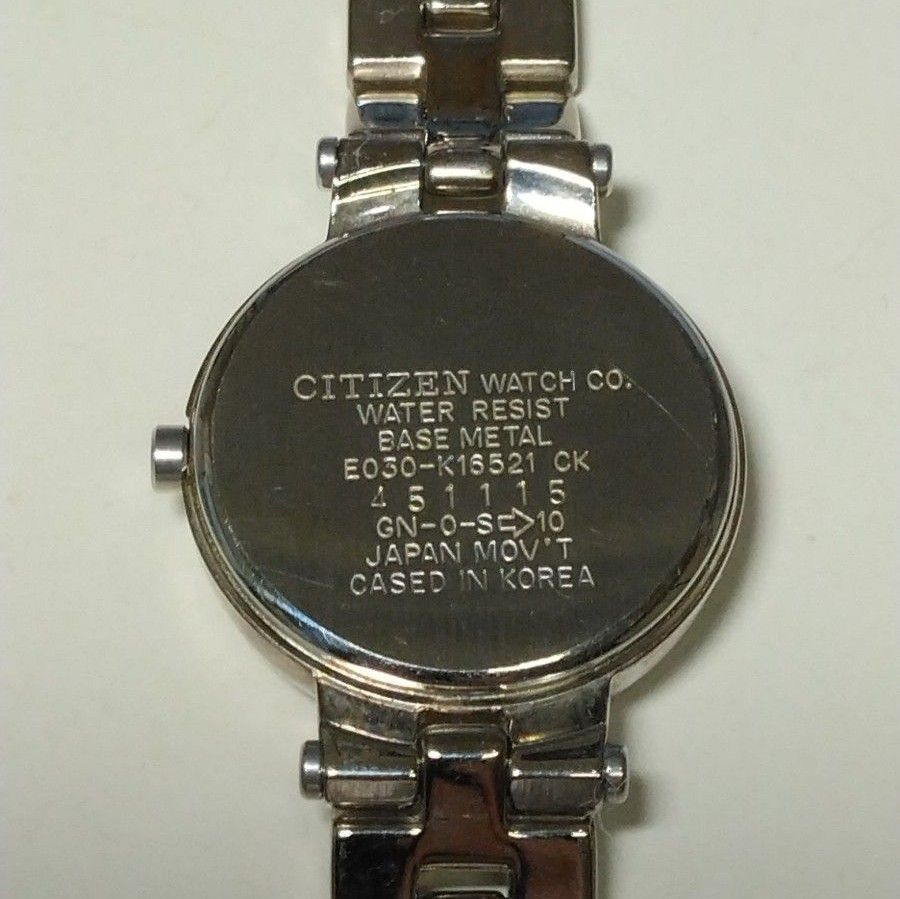 CITIZEN WATCH CO.
WATER RESIST
BASE METAL
E030-K16521 CK
4 5 1 1 1 5
GN-0-S⇨10
JAPAN MOV'T
CASED IN KOREA